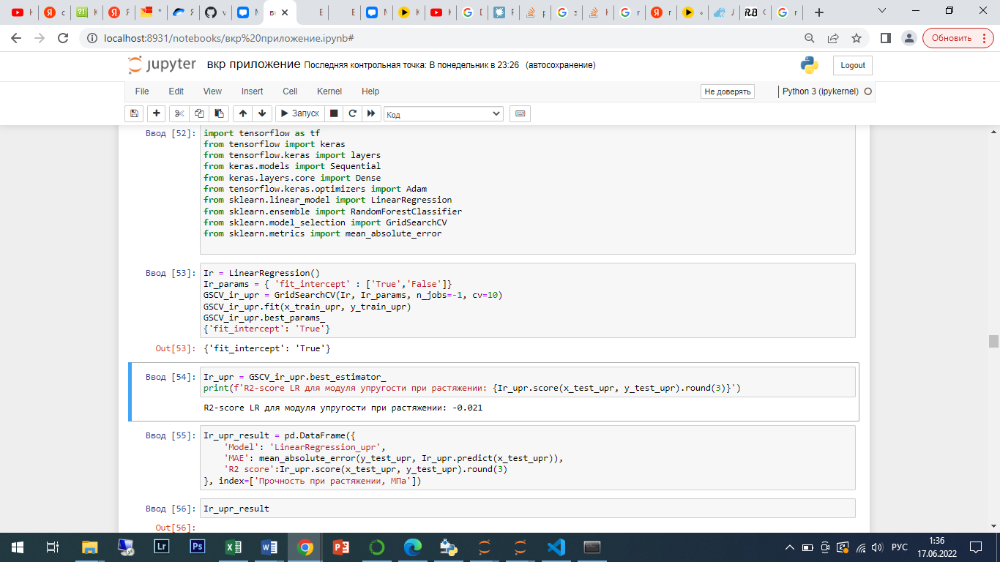 localhost:8931/notebooks/вкр%20приложение.ipynb#
Обновить
jupyter
вкр приложение Последняя контрольная точка: В понедельник в 23:26 (автосохранение)
Logout
File Edit View Insert Cell Kernel Help
Не доверять
Python 3 (ipykernel)
Запуск
Код
Ввод [52]:
import tensorflow as tf
from tensorflow import keras
from tensorflow.keras import layers
from keras.models import Sequential
from keras.layers.core import Dense
from tensorflow.keras.optimizers import Adam
from sklearn.linear_model import LinearRegression
from sklearn.ensemble import RandomForestClassifier
from sklearn.model_selection import GridSearchCV
from sklearn.metrics import mean_absolute_error
Ввод [53]:
Ir = LinearRegression()
Ir_params = { 'fit_intercept' : ['True','False']}
GSCV_ir_upr = GridSearchCV(Ir, Ir_params, n_jobs=-1, cv=10)
GSCV_ir_upr.fit(x_train_upr, y_train_upr)
GSCV_ir_upr.best_params_
{'fit_intercept': 'True'}
Out[53]: {'fit_intercept': 'True'}
Ввод [54]:
Ir_upr = GSCV_ir_upr.best_estimator_
print(f'R2-score LR для модуля упругости при растяжении: {Ir_upr.score(x_test_upr, y_test_upr).round(3)}')
R2-score LR для модуля упругости при растяжении: -0.021
Ввод [55]:
Ir_upr_result = pd.DataFrame({
'Model': 'LinearRegression_upr',
'MAE': mean_absolute_error(y_test_upr, Ir_upr.predict(x_test_upr)),
'R2 score':Ir_upr.score(x_test_upr, y_test_upr).round(3)
}, index=['Прочность при растяжении, МПа'])
Ввод [56]:
Ir_upr_result
Out[56]:
Lr
Ps
РУС
1:36
17.06.2022